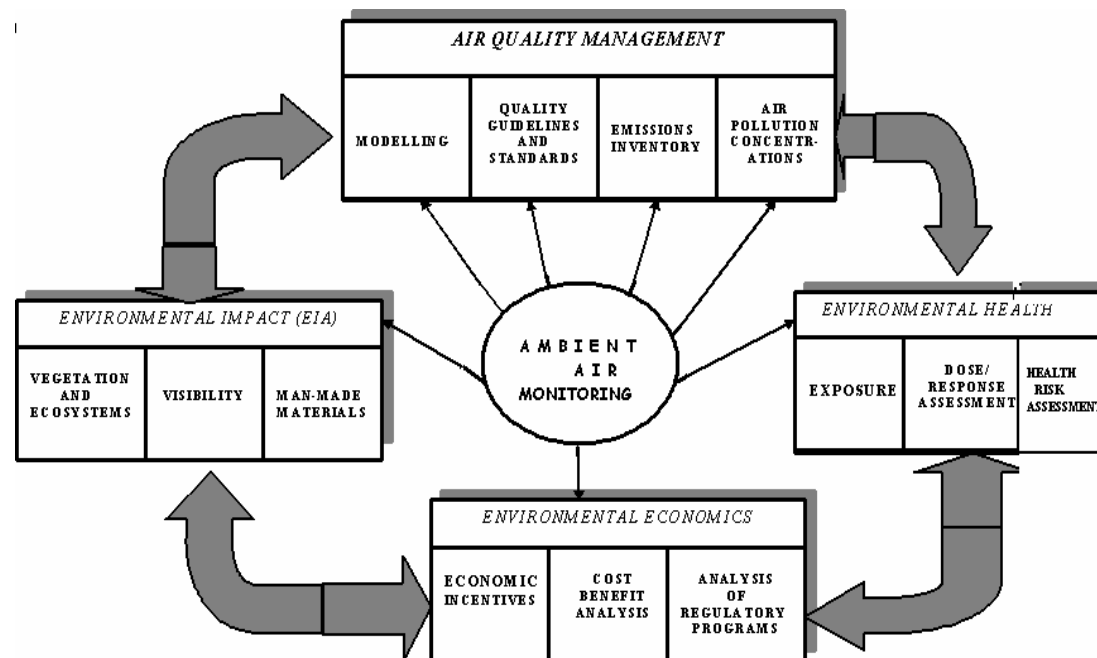 AIR QUALITY MANAGEMENT
MODELLING
QUALITY
GUIDELINES
AND
STANDARDS
EMISSIONS
INVENTORY
AIR
POLLUTION
CONCENTR-
ATIONS
ENVIRONMENTAL IMPACT (EIA)
VEGETATION
AND
ECOSYSTEMS
VISIBILITY
MAN-MADE
MATERIALS
AMBIENT
AIR
MONITORING
ENVIRONMENTAL HEALTH
EXPOSURE
DOSE/
RESPONSE
ASSESSMENT
HEALTH
RISK
ASSESSMENT
ENVIRONMENTAL ECONOMICS
ECONOMIC
INCENTIVES
COST
BENEFIT
ANALYSIS
ANALYSIS
OF
REGULATORY
PROGRAMS